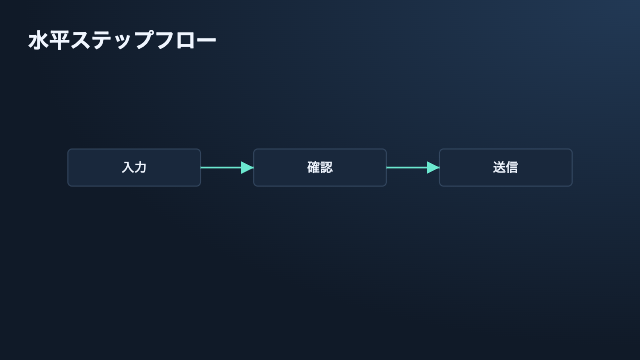 水平ステップフロー
入力
確認
送信